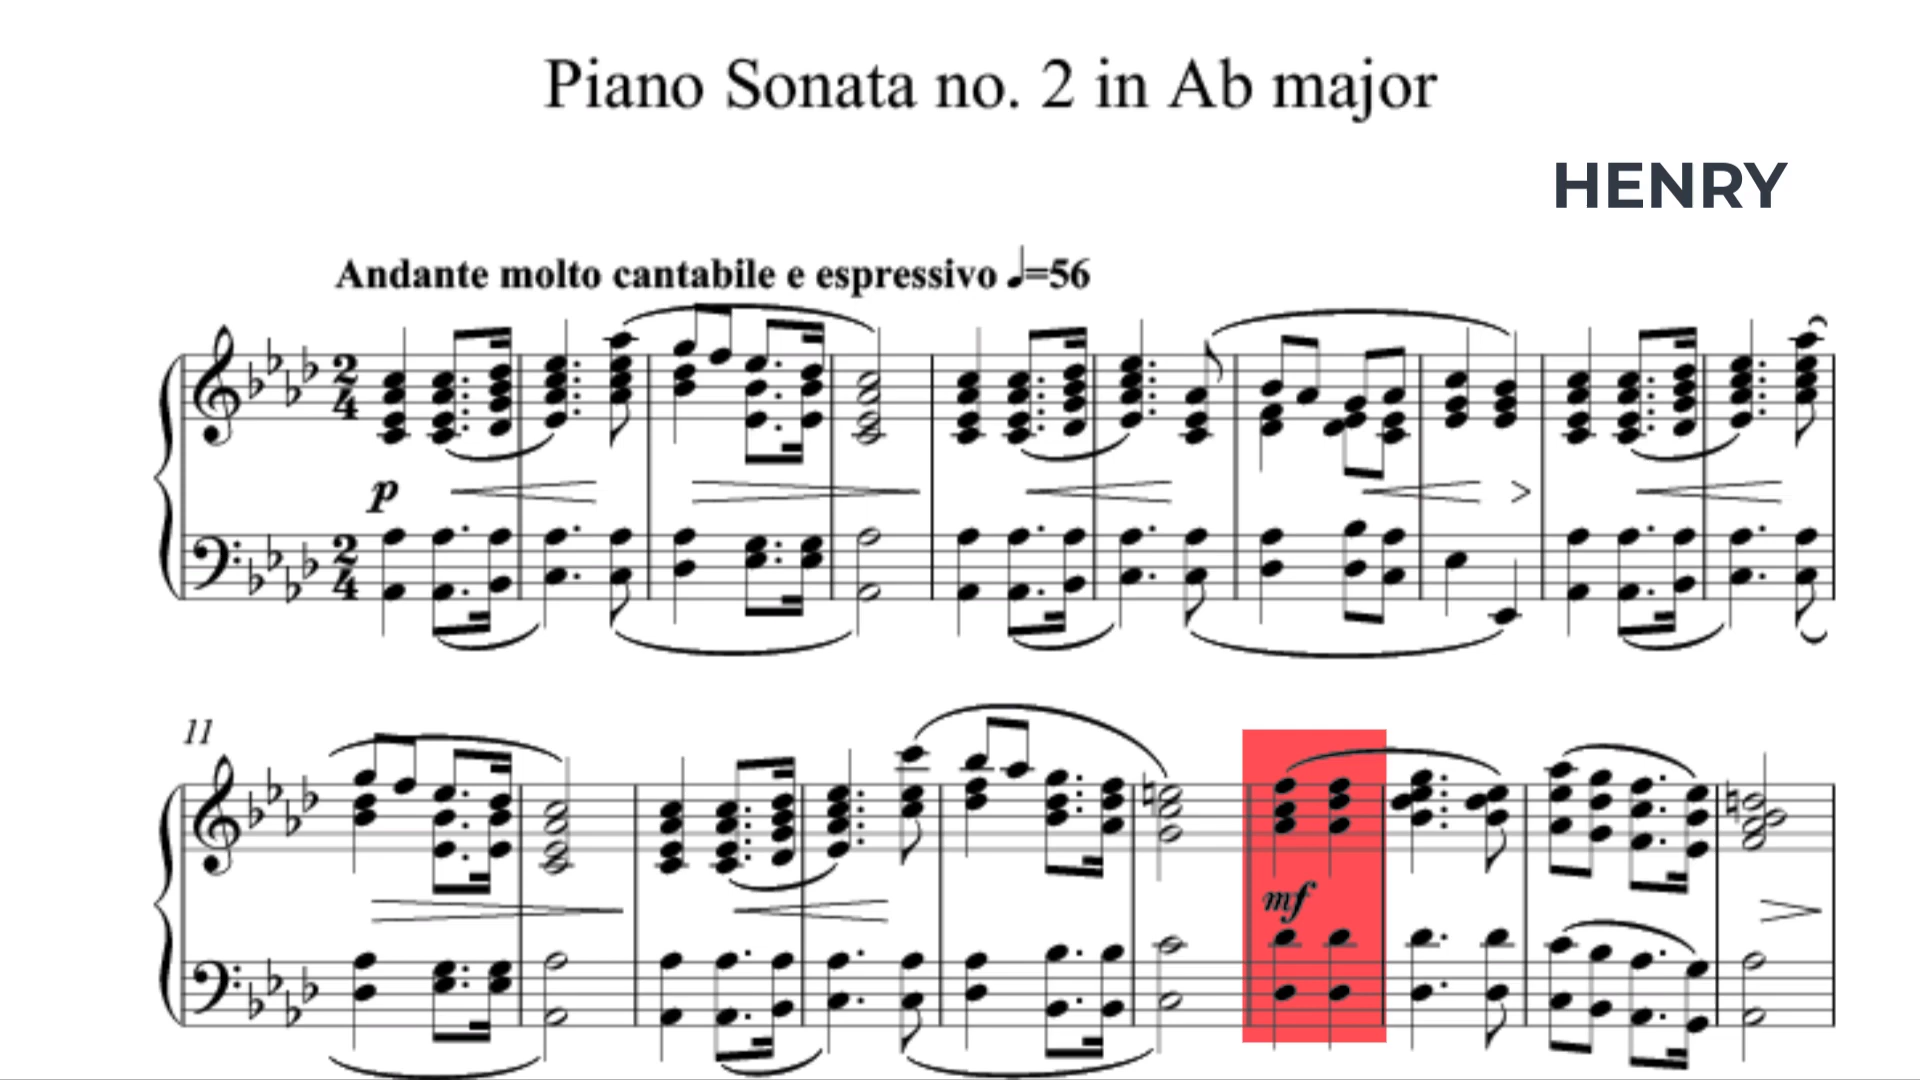 Piano Sonata no. 2 in Ab major
HENRY
Andante molto cantabile e espressivo ♩=56
2
4
p
2
4
11
mf